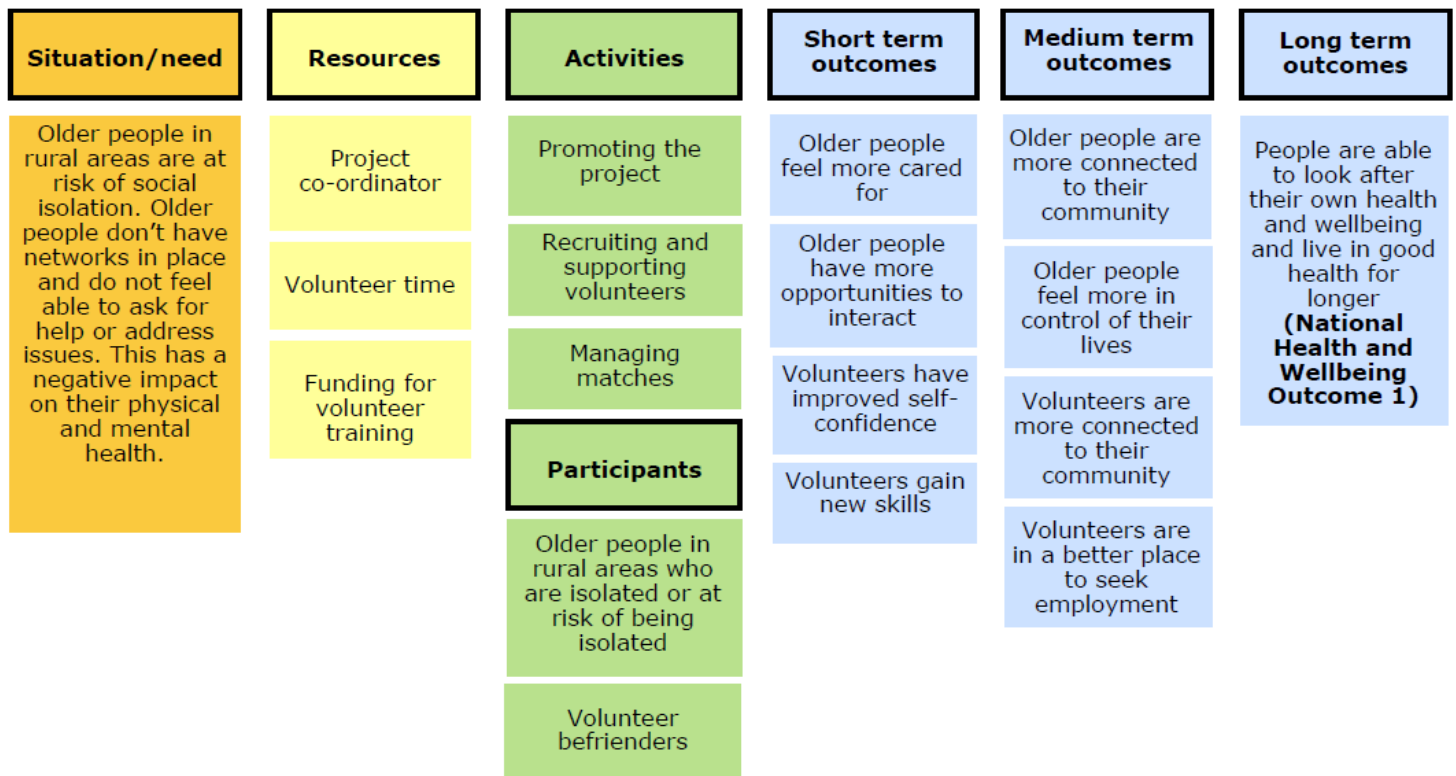 Situation/need
Older people in
rural areas are at
risk of social
isolation. Older
people don't have
networks in place
and do not feel
able to ask for
help or address
issues. This has a
negative impact
on their physical
and mental
health.
Resources
Project
co-ordinator
Volunteer time
Funding for
volunteer
training
Activities
Promoting the
project
Recruiting and
supporting
volunteers
Managing
matches
Participants
Older people in
rural areas who
are isolated or at
risk of being
isolated
Volunteer
befrienders
Short term
outcomes
Older people
feel more cared
for
Older people
have more
opportunities to
interact
Volunteers have
improved self-
confidence
Volunteers gain
new skills
Medium term
outcomes
Older people are
more connected
to their
community
Older people
feel more in
control of their
lives
Volunteers are
more connected
to their
community
Volunteers are
in a better place
to seek
employment
Long term
outcomes
People are able
to look after
their own health
and wellbeing
and live in good
health for
longer
(National
Health and
Wellbeing
Outcome 1)